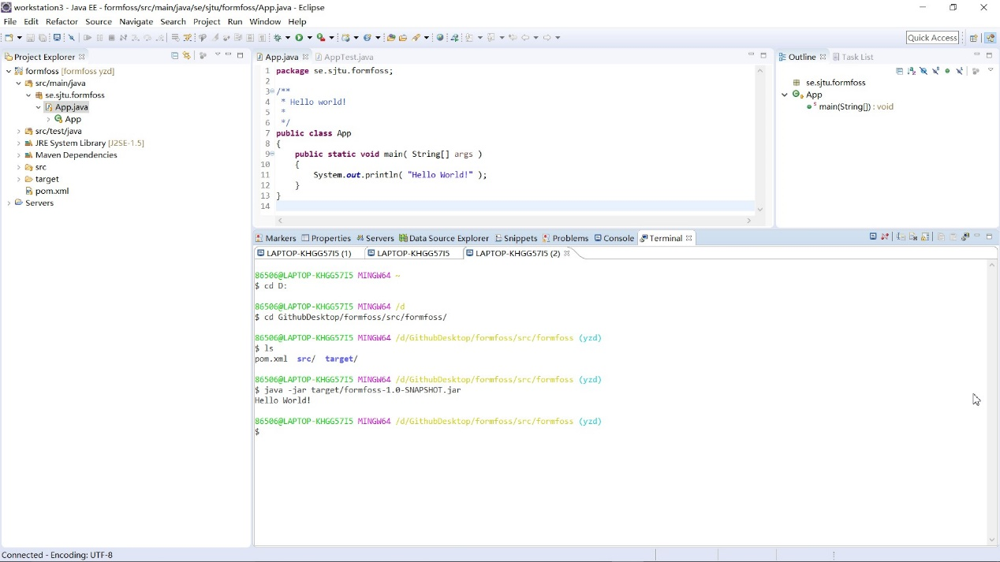 workstation3 - Java EE - formfoss/src/main/java/se/sjtu/formfoss/App.java - Eclipse
File Edit Refactor Source Navigate Search Project Run Window Help
Quick Access
Project Explorer
formfoss [formfoss yzd]
src/main/java
se.sjtu.formfoss
App.java
App
src/test/java
JRE System Library [J2SE-1.5]
Maven Dependencies
src
target
pom.xml
Servers
App.java AppTest.java
1 package se.sjtu.formfoss;
2
3 /**
4 * Hello world!
5 *
6 */
7 public class App
8 {
9 public static void main( String[] args )
10 {
11 System.out.println( "Hello World!" );
12 }
13 }
14
Outline Task List
se.sjtu.formfoss
App
main(String[]) : void
Markers Properties Servers Data Source Explorer Snippets Problems Console Terminal
LAPTOP-KHGG57I5 (1) LAPTOP-KHGG57I5 LAPTOP-KHGG57I5 (2)
86506@LAPTOP-KHGG57I5 MINGW64 ~
$ cd D:
86506@LAPTOP-KHGG57I5 MINGW64 /d
$ cd GithubDesktop/formfoss/src/formfoss/
86506@LAPTOP-KHGG57I5 MINGW64 /d/GithubDesktop/formfoss/src/formfoss (yzd)
$ ls
pom.xml src/ target/
86506@LAPTOP-KHGG57I5 MINGW64 /d/GithubDesktop/formfoss/src/formfoss (yzd)
$ java -jar target/formfoss-1.0-SNAPSHOT.jar
Hello World!
86506@LAPTOP-KHGG57I5 MINGW64 /d/GithubDesktop/formfoss/src/formfoss (yzd)
$
Connected - Encoding: UTF-8